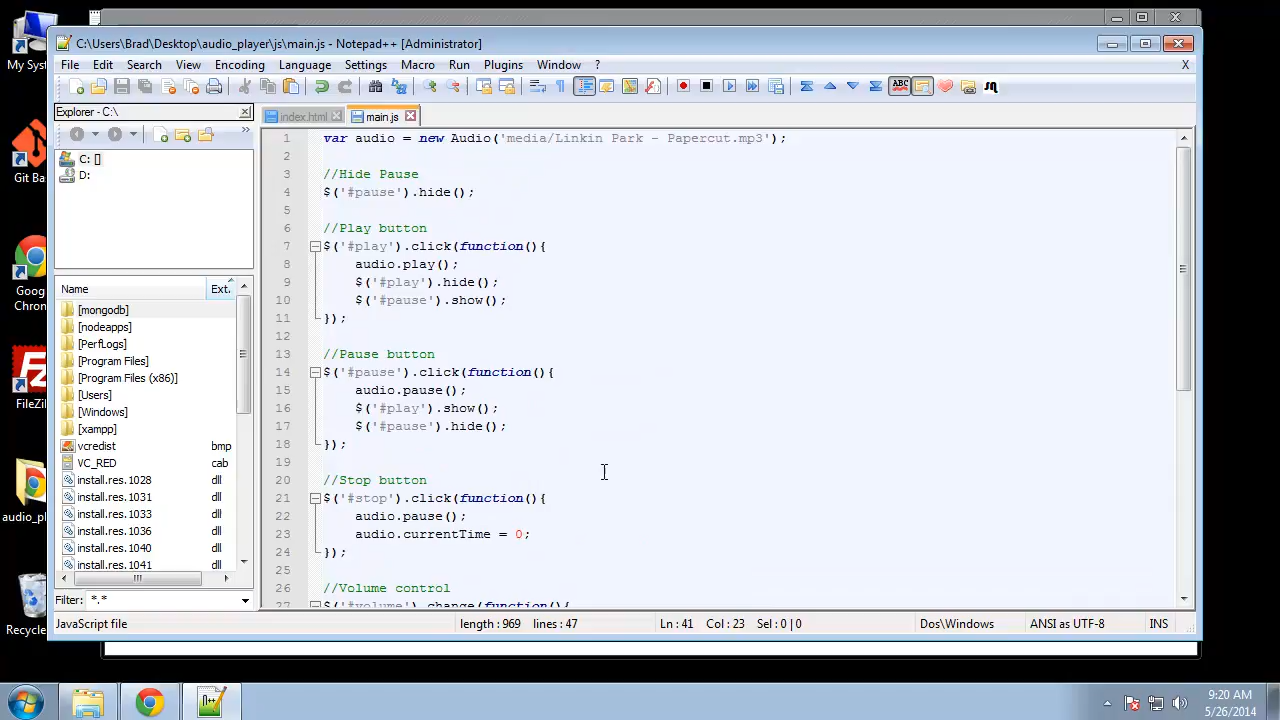 My Sys
C:\Users\Brad\Desktop\audio_player\js\main.js - Notepad++ [Administrator]
File Edit Search View Encoding Language Settings Macro Run Plugins Window ? X
Explorer - C:\
index.html main.js
C: []
D:
Git Ba
Goog
Chron
FileZi
audio_pl
Recycle
Name Ext.
[mongodb]
[nodeapps]
[PerfLogs]
[Program Files]
[Program Files (x86)]
[Users]
[Windows]
[xampp]
vcredist bmp
VC_RED cab
install.res.1028 dll
install.res.1031 dll
install.res.1033 dll
install.res.1036 dll
install.res.1040 dll
install.res.1041 dll
Filter: *.*
1 var audio = new Audio('media/Linkin Park - Papercut.mp3');
2
3 //Hide Pause
4 $('#pause').hide();
5
6 //Play button
7 $('#play').click(function(){
8 audio.play();
9 $('#play').hide();
10 $('#pause').show();
11 });
12
13 //Pause button
14 $('#pause').click(function(){
15 audio.pause();
16 $('#play').show();
17 $('#pause').hide();
18 });
19
20 //Stop button
21 $('#stop').click(function(){
22 audio.pause();
23 audio.currentTime = 0;
24 });
25
26 //Volume control
27 $('#volume').change(function(){
JavaScript file length : 969 lines : 47 Ln : 41 Col : 23 Sel : 0 | 0 Dos\Windows ANSI as UTF-8 INS
9:20 AM
5/26/2014